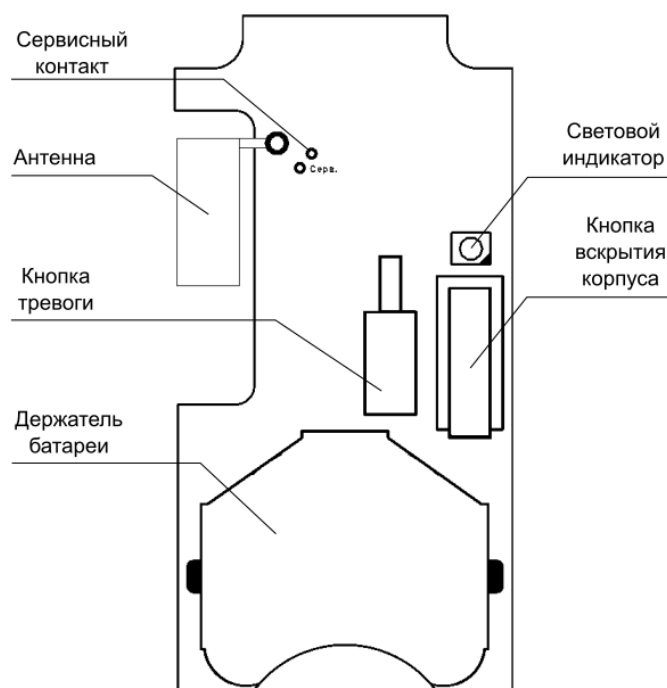 Сервисный
контакт
Антенна
Серв.
Световой
индикатор
Кнопка
вскрытия
корпуса
Кнопка
тревоги
Держатель
батареи